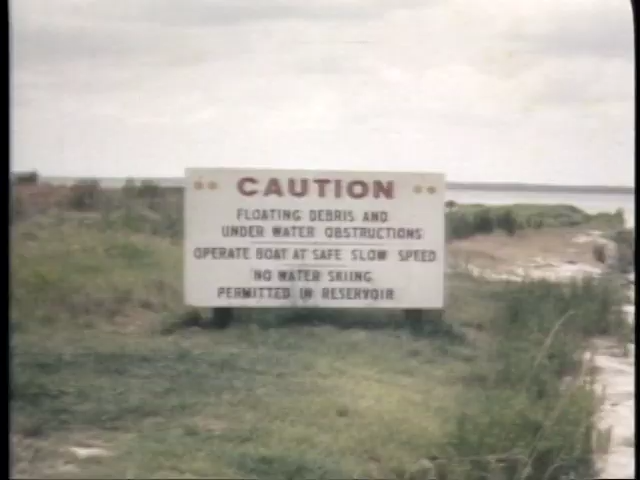 CAUTION
FLOATING DEBRIS AND
UNDER WATER OBSTRUCTIONS
OPERATE BOAT AT SAFE SLOW SPEED
NO WATER SKIING
PERMITTED IN RESERVOIR